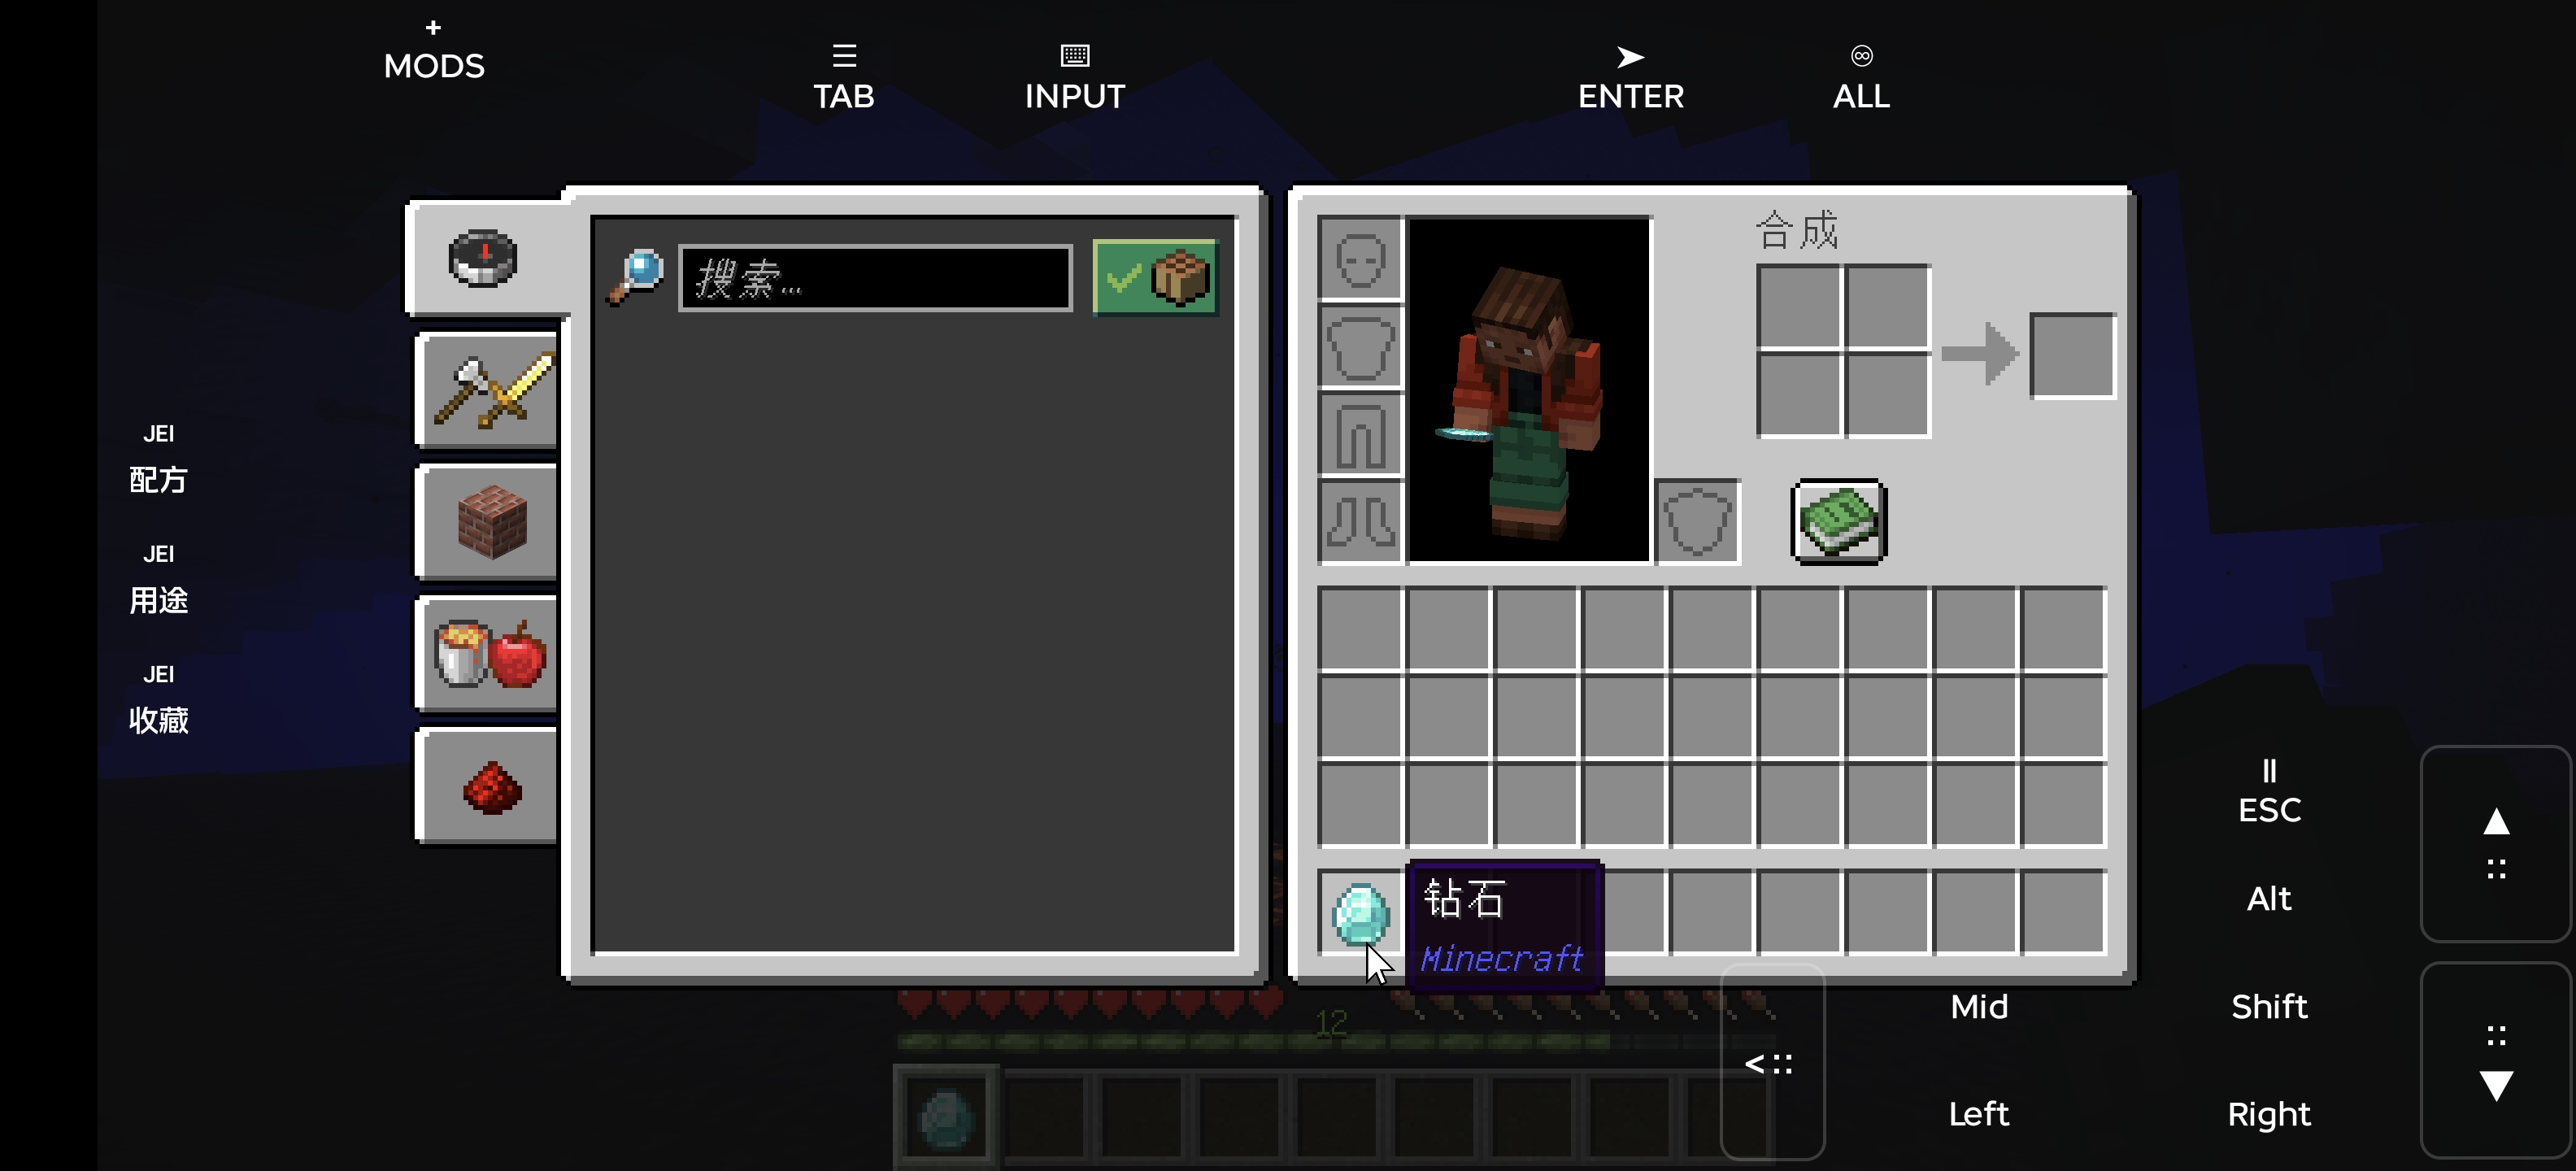 +
MODS
TAB
INPUT
ENTER
ALL
搜索...
合成
JEI
配方
JEI
用途
JEI
收藏
钻石
Minecraft
12
ESC
Alt
Mid
Shift
Left
Right